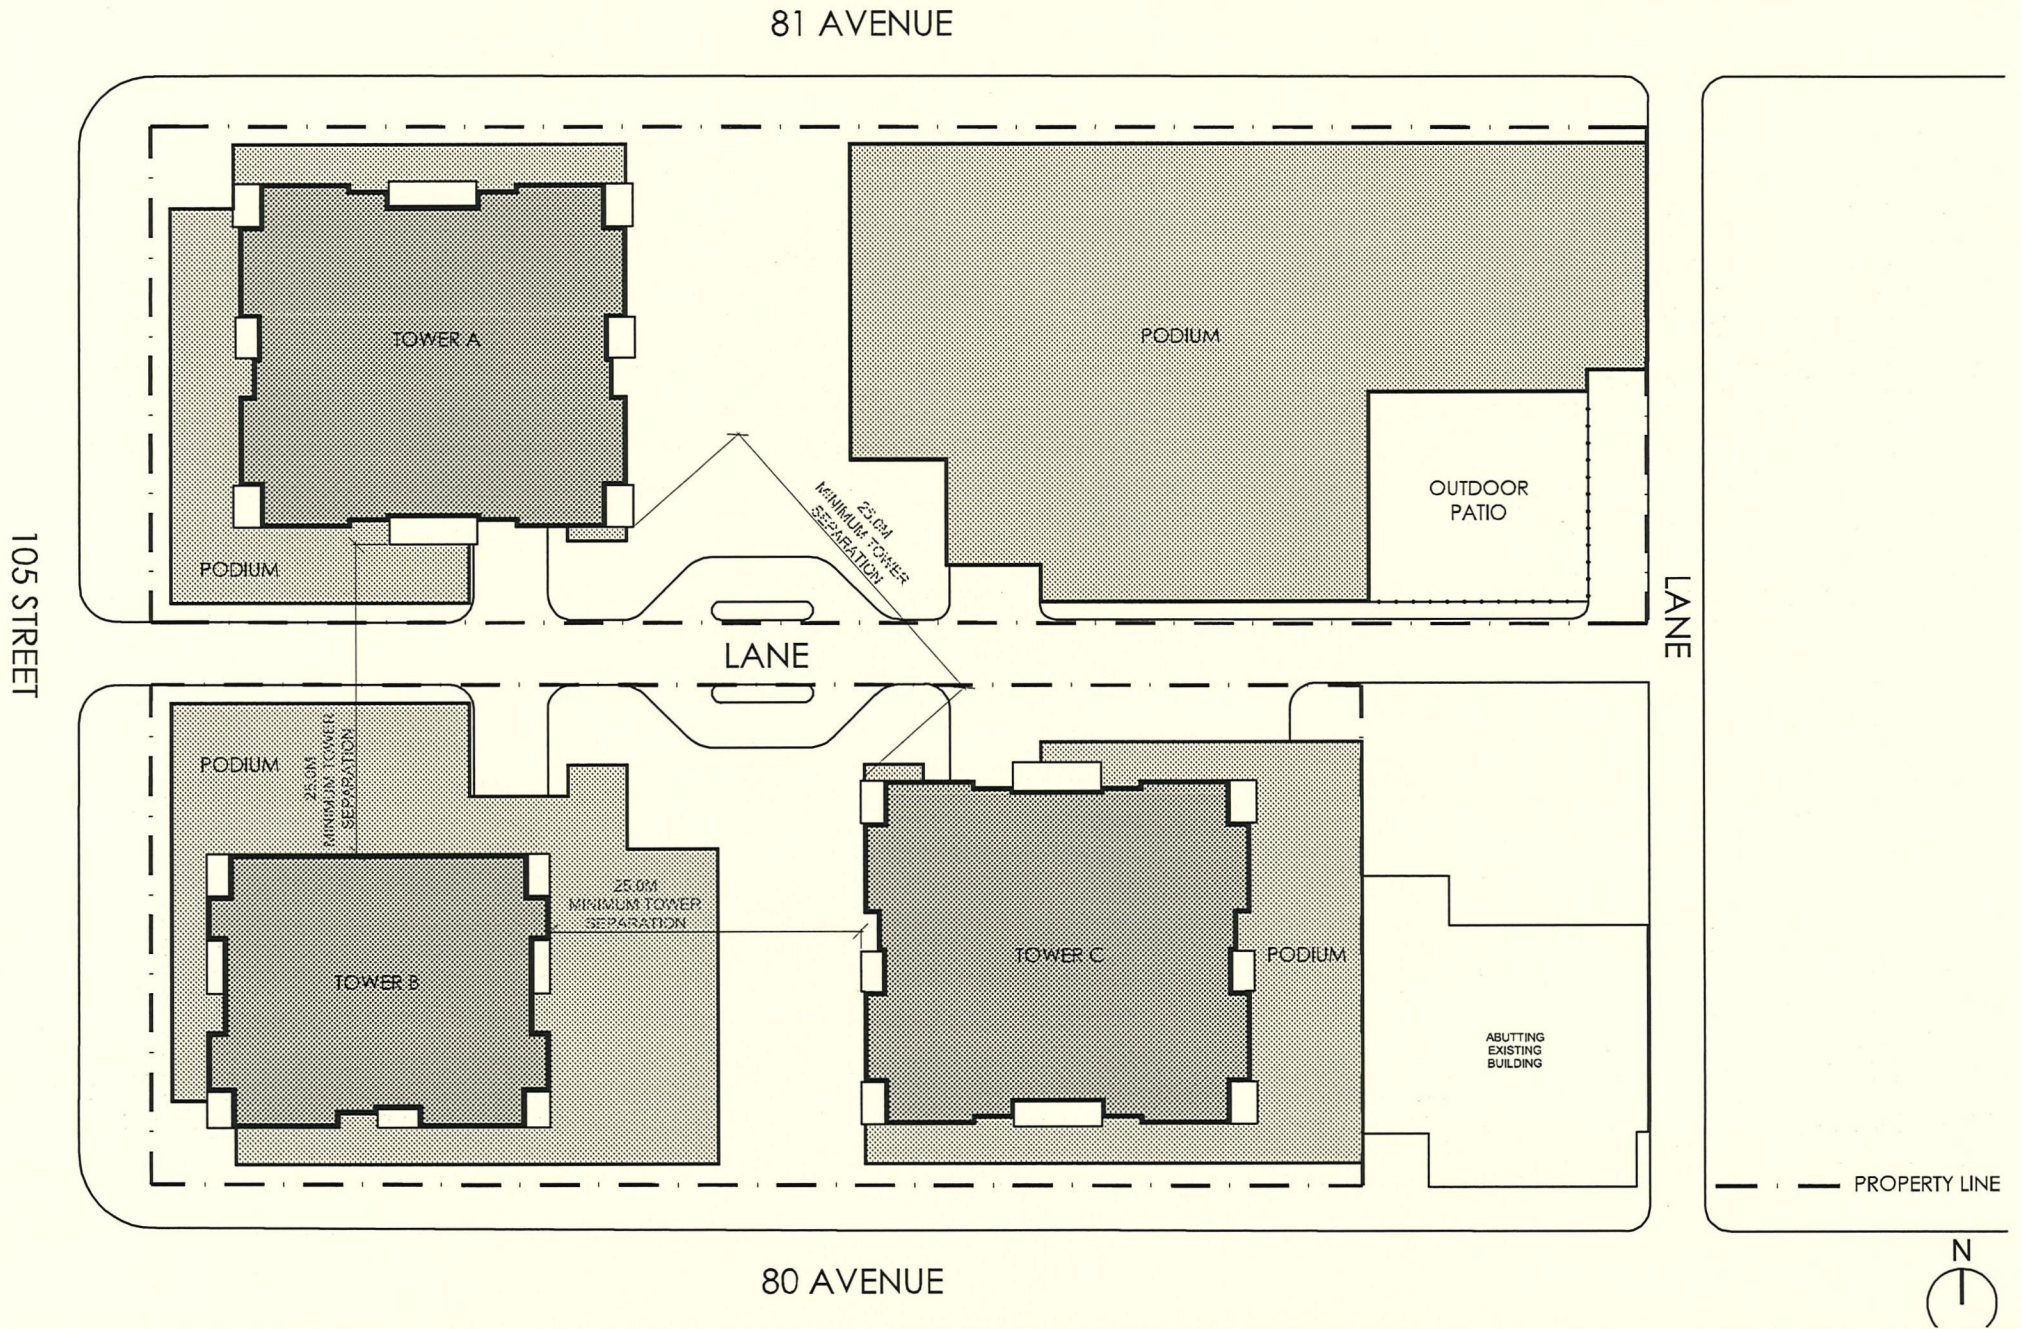 81 AVENUE
TOWER A
PODIUM
OUTDOOR
PATIO
25.0M
MINIMUM TOWER
SEPARATION
PODIUM
105 STREET
LANE
LANE
PODIUM
25.0M
MINIMUM TOWER
SEPARATION
25.0M
MINIMUM TOWER
SEPARATION
TOWER B
TOWER C
PODIUM
ABUTTING
EXISTING
BUILDING
PROPERTY LINE
N
80 AVENUE